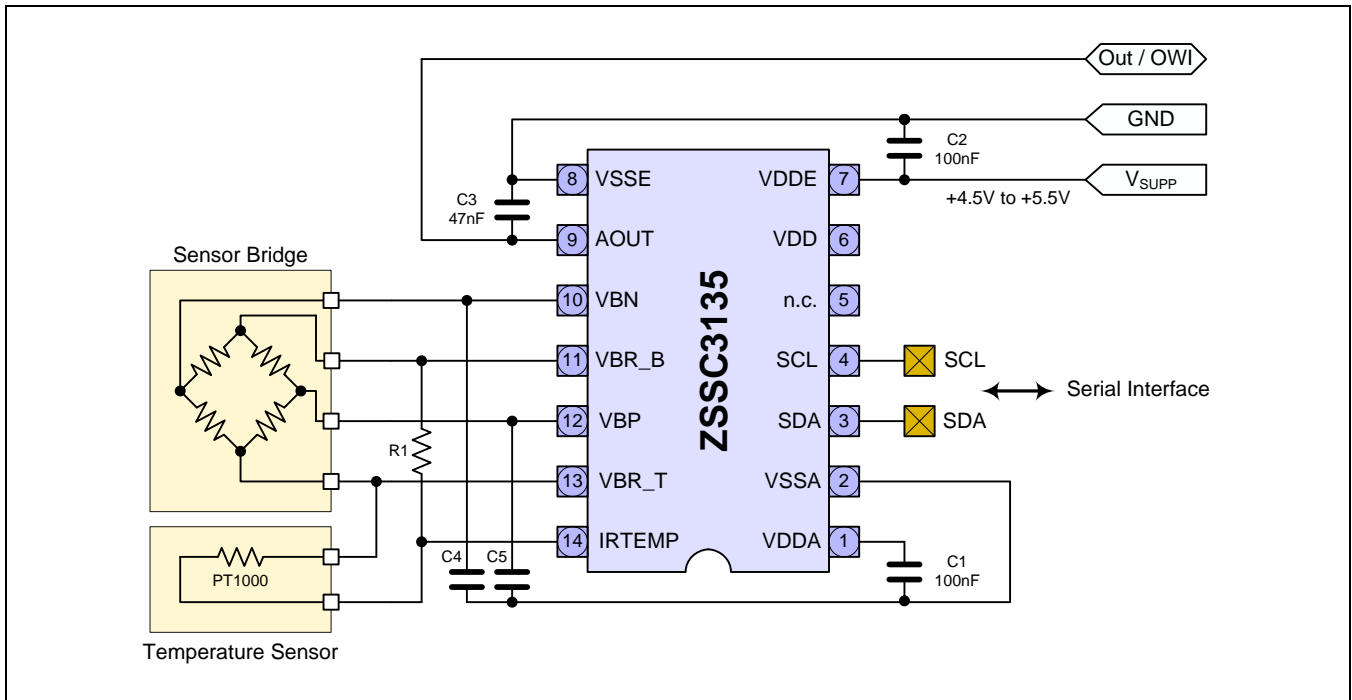 Out / OWI
GND
C2
100nF
VSUPP
+4.5V to +5.5V
8 VSSE
VDDE 7
C3
47nF
9 AOUT
VDD 6
Sensor Bridge
10 VBN
n.c. 5
ZSSC3135
11 VBR_B
SCL 4
SCL
Serial Interface
12 VBP
SDA 3
SDA
R1
13 VBR_T
VSSA 2
14 IRTEMP
VDDA 1
C4
C5
C1
100nF
PT1000
Temperature Sensor